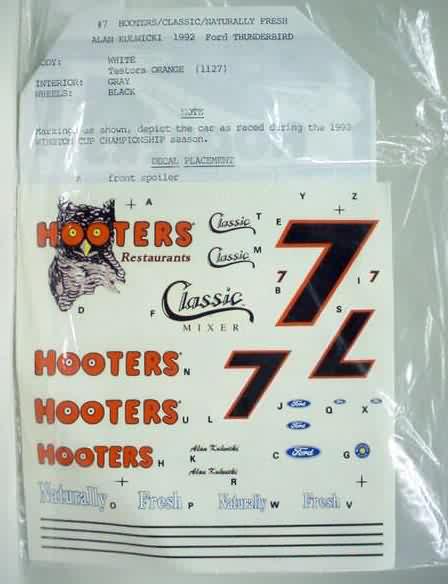 #7 HOOTERS/CLASSIC/NATURALLY FRESH
ALAN KULWICKI 1992 Ford THUNDERBIRD
BODY: WHITE
Testors ORANGE (1127)
INTERIOR: GRAY
WHEELS: BLACK
NOTE
Markings as shown, depict the car as raced during the 1992
WINSTON CUP CHAMPIONSHIP season.
DECAL PLACEMENT
A front spoiler
A
Y Z
HOOTERS
Restaurants
Classic T
E
Classic M
7
7 B
S I 7
D
F
Classic
MIXER
7
HOOTERS N
7
HOOTERS U
L
J Ford Q X
Ford
HOOTERS H
Alan Kulwicki
K
Alan Kulwicki
R
C Ford G
Naturally O Fresh P Naturally W Fresh V